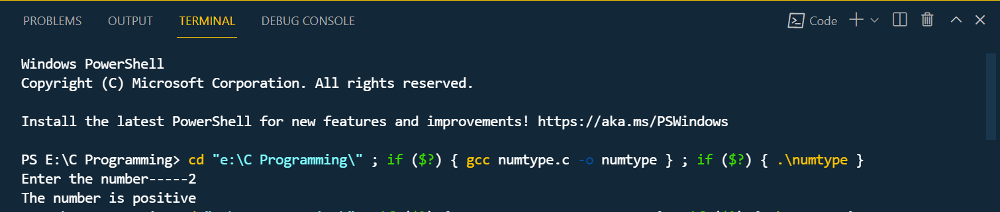 PROBLEMS OUTPUT TERMINAL DEBUG CONSOLE Code
Windows PowerShell
Copyright (C) Microsoft Corporation. All rights reserved.
Install the latest PowerShell for new features and improvements! https://aka.ms/PSWindows
PS E:\C Programming> cd "e:\C Programming\" ; if ($?) { gcc numtype.c -o numtype } ; if ($?) { .\numtype }
Enter the number-----2
The number is positive